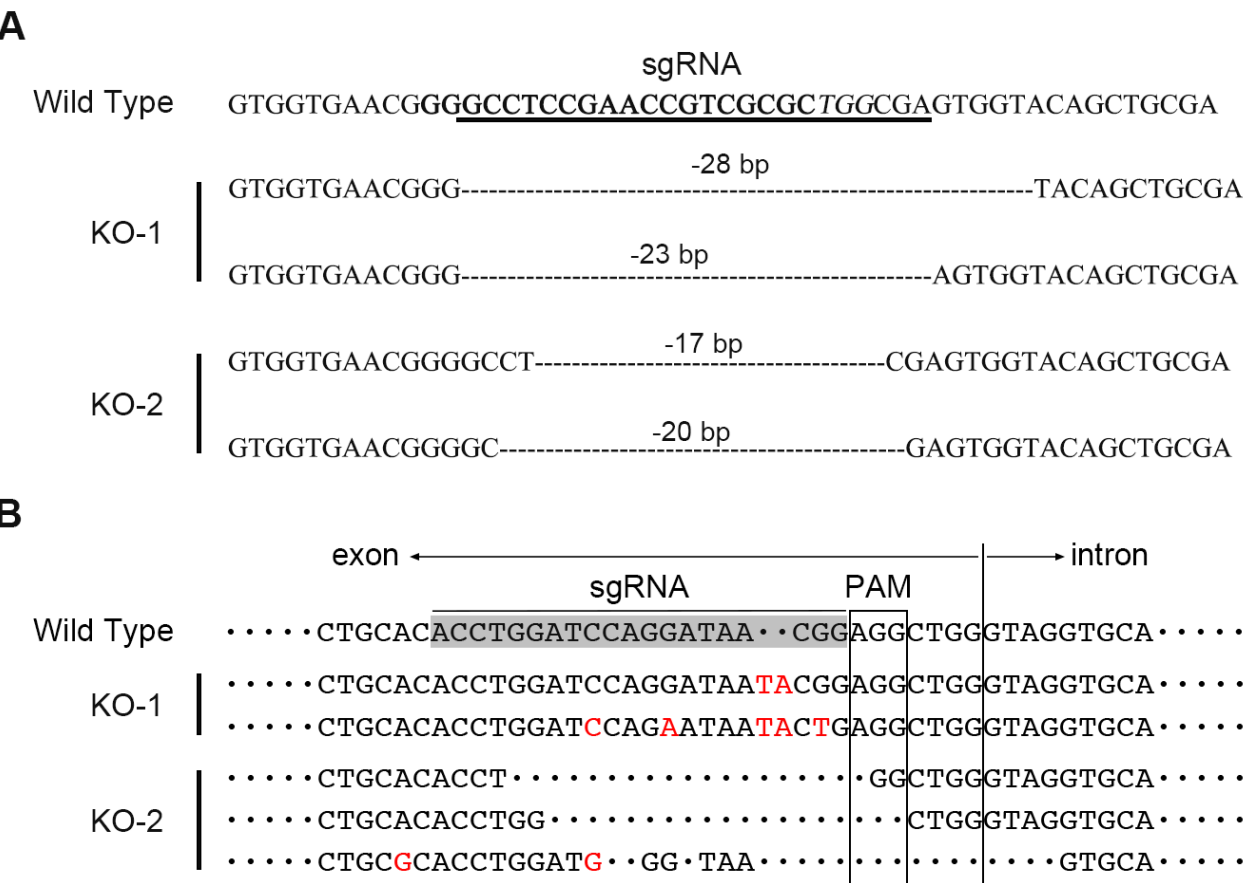 A
sgRNA
Wild Type GTGGTGAACGGGGCCTCCGAACCGTCGCGCTGGCGAGTGGTACAGCTGCGA
-28 bp
GTGGTGAACGGG--------------------------------------------------------------------------TACAGCTGCGA
KO-1
-23 bp
GTGGTGAACGGG-------------------------------------------------------------AGTGGTACAGCTGCGA
-17 bp
GTGGTGAACGGGGCCT----------------------------------------------CGAGTGGTACAGCTGCGA
KO-2
-20 bp
GTGGTGAACGGGGC-----------------------------------------------------GAGTGGTACAGCTGCGA
B
exon intron
sgRNA PAM
Wild Type ·····CTGCACACCTGGATCCAGGATAA··CGGAGGCTGGGTAGGTGCA·····
KO-1
·····CTGCACACCTGGATCCAGGATAATACGGAGGCTGGGTAGGTGCA·····
·····CTGCACACCTGGATCCAGAATAATACTGAGGCTGGGTAGGTGCA·····
KO-2
·····CTGCACACCT···················GGCTGGGTAGGTGCA·····
·····CTGCACACCTGG···················CTGGGTAGGTGCA·····
·····CTGCGCACCTGGATG··GG·TAA················GTGCA·····